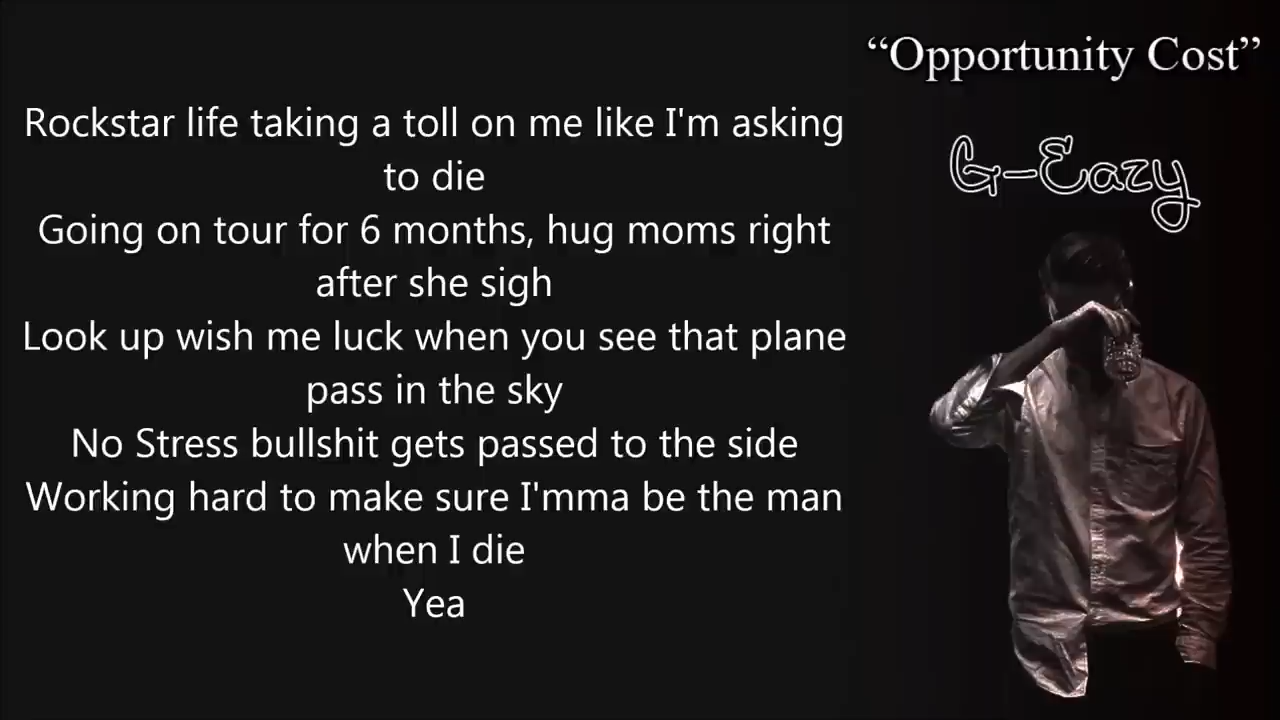 “Opportunity Cost”
G-Eazy
Rockstar life taking a toll on me like I'm asking
to die
Going on tour for 6 months, hug moms right
after she sigh
Look up wish me luck when you see that plane
pass in the sky
No Stress bullshit gets passed to the side
Working hard to make sure I'mma be the man
when I die
Yea